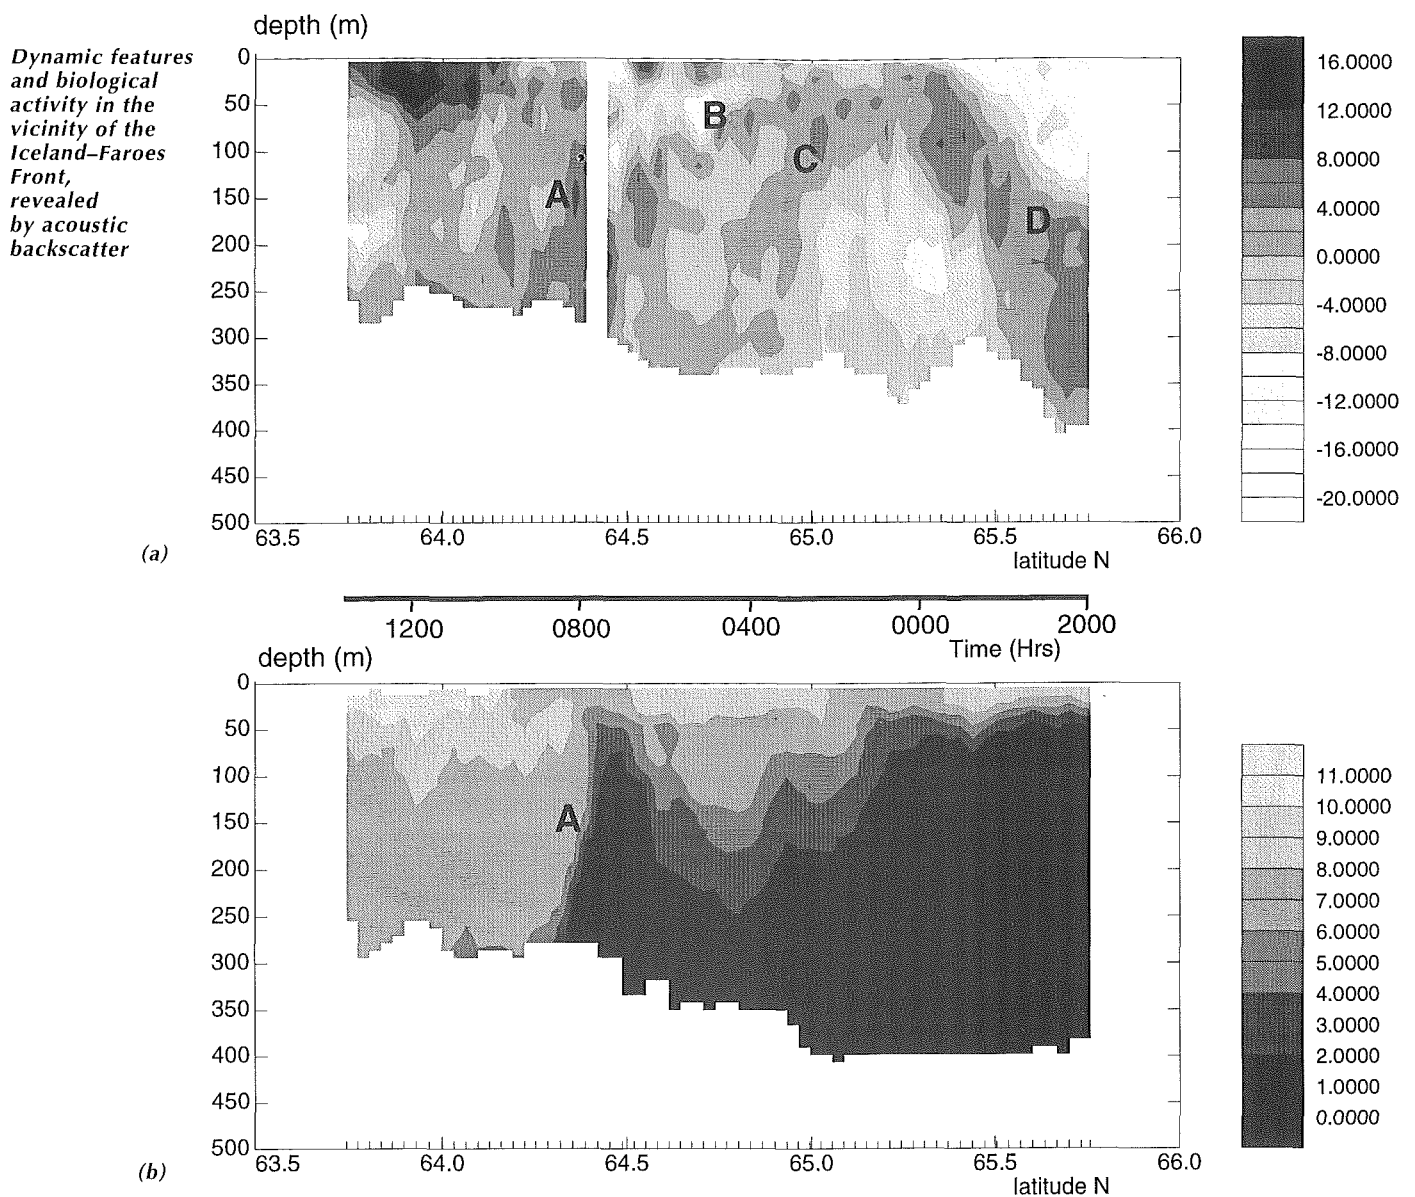 Dynamic features
and biological
activity in the
vicinity of the
Iceland–Faroes
Front,
revealed
by acoustic
backscatter
depth (m)
0
50
100
150
200
250
300
350
400
450
500
A
B
C
D
63.5 64.0 64.5 65.0 65.5 66.0
latitude N
(a)
16.0000
12.0000
8.0000
4.0000
0.0000
-4.0000
-8.0000
-12.0000
-16.0000
-20.0000
1200 0800 0400 0000 2000
Time (Hrs)
depth (m)
0
50
100
150
200
250
300
350
400
450
500
A
63.5 64.0 64.5 65.0 65.5 66.0
latitude N
(b)
11.0000
10.0000
9.0000
8.0000
7.0000
6.0000
5.0000
4.0000
3.0000
2.0000
1.0000
0.0000